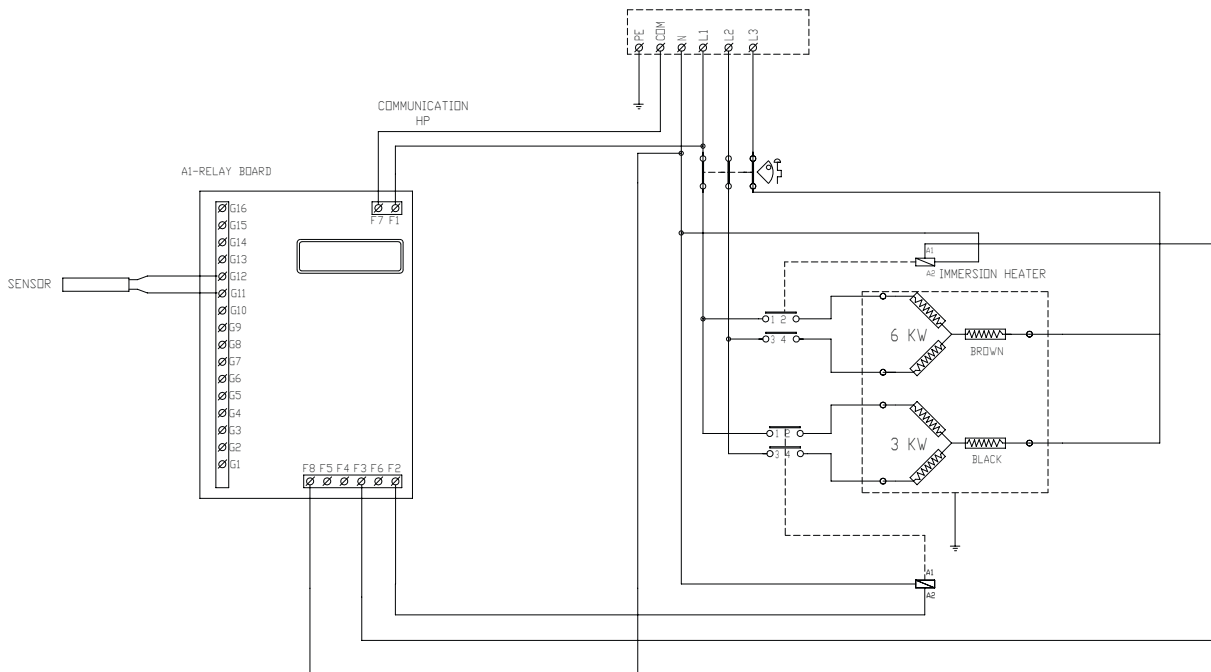 PE
COM
N
L1
L2
L3
COMMUNICATION
HP
A1-RELAY BOARD
F7 F1
G16
G15
G14
G13
G12
G11
G10
G9
G8
G7
G6
G5
G4
G3
G2
G1
SENSOR
F8 F5 F4 F3 F6 F2
A1
A2
IMMERSION HEATER
1 2
3 4
6 KW
BROWN
1 2
3 4
3 KW
BLACK
A1
A2